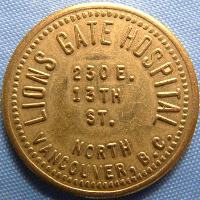 LIONS GATE HOSPITAL
230 E.
13TH
ST.
NORTH
VANCOUVER, B.C.